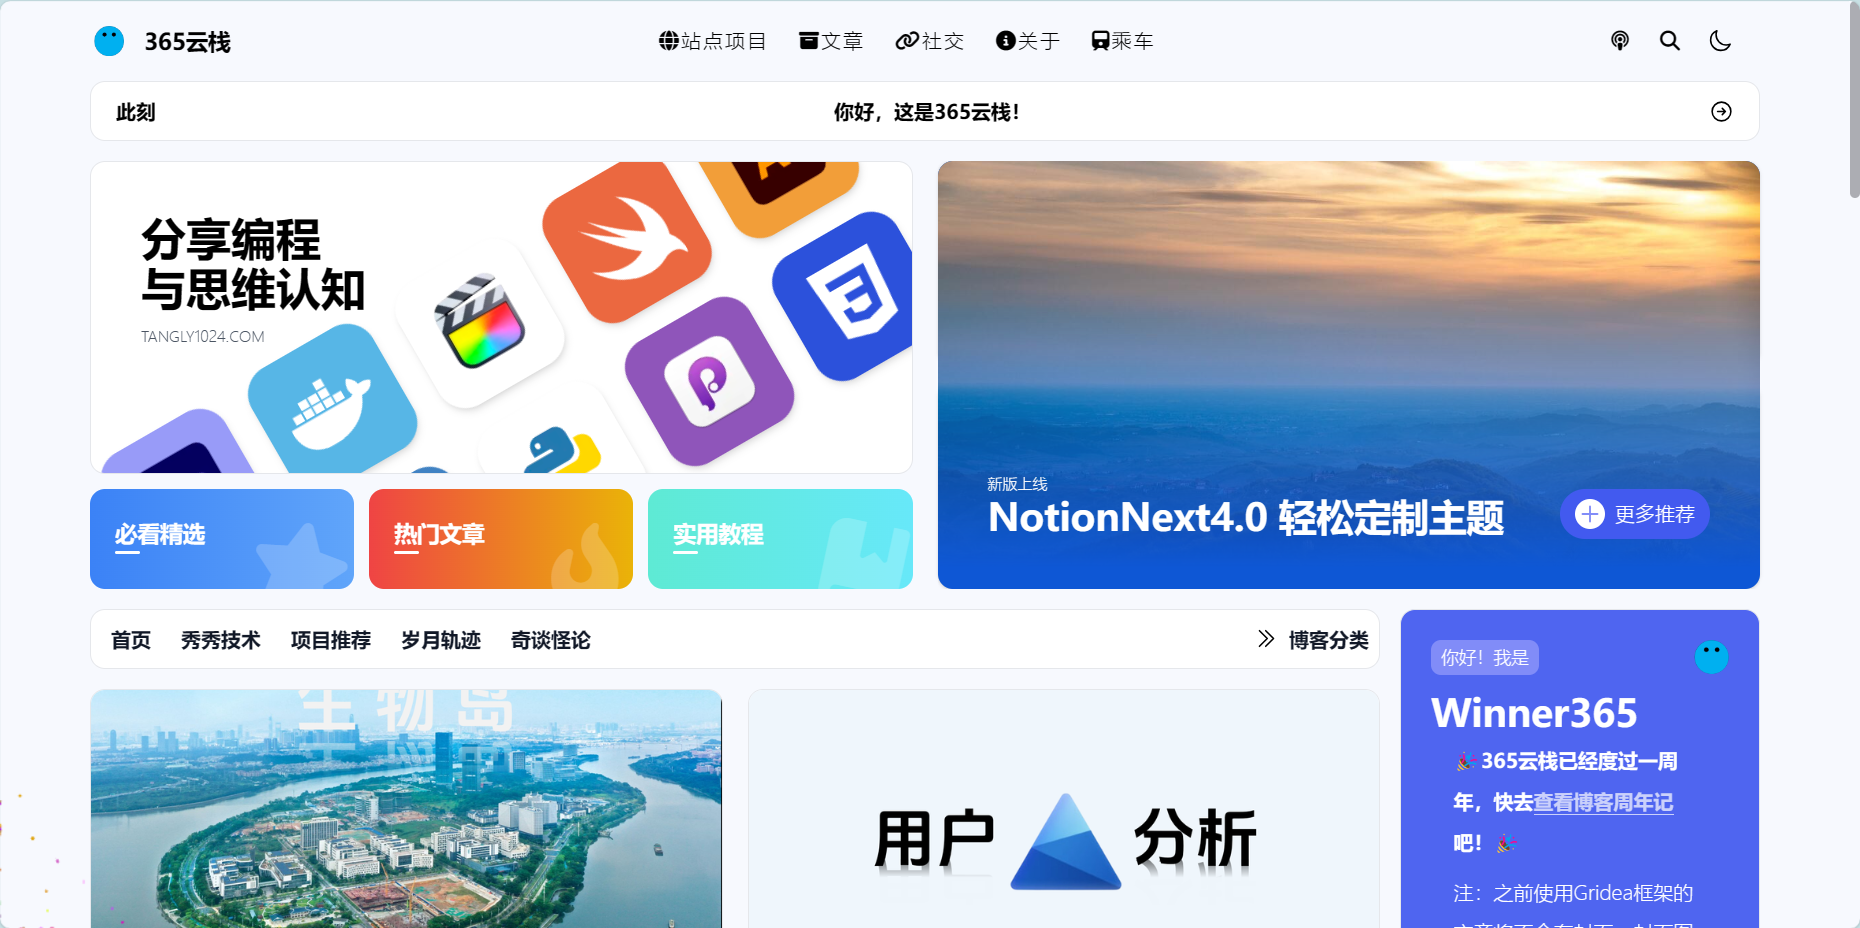 365云栈
站点项目
文章
社交
关于
乘车
此刻
你好，这是365云栈！
分享编程
与思维认知
TANGLY1024.COM
新版上线
NotionNext4.0 轻松定制主题
更多推荐
必看精选
热门文章
实用教程
首页
秀秀技术
项目推荐
岁月轨迹
奇谈怪论
博客分类
生物岛
用户
分析
你好！我是
Winner365
🎉 365云栈已经度过一周
年，快去查看博客周年记
吧！🎉
注：之前使用Gridea框架的